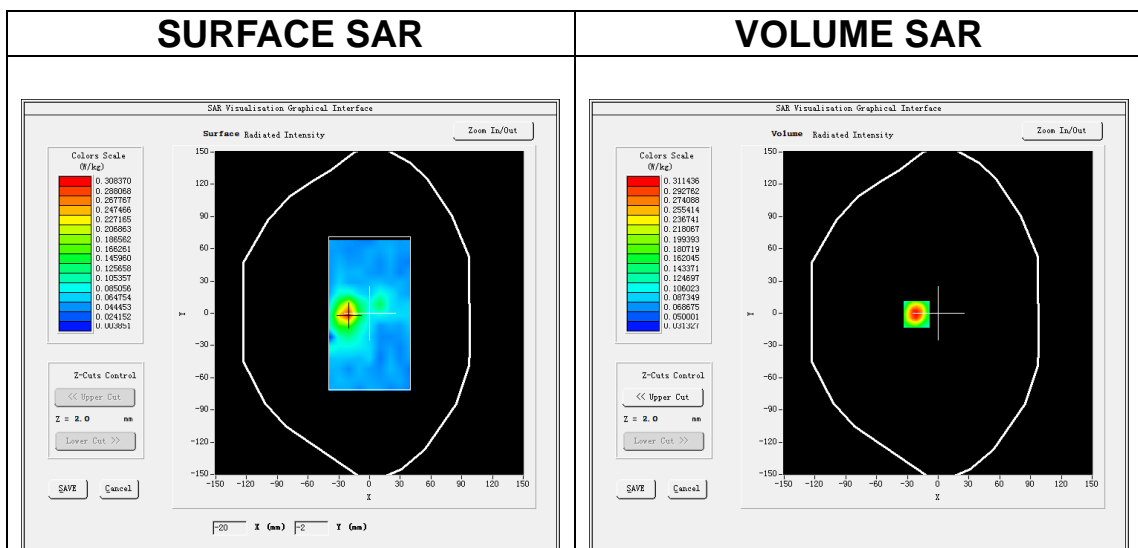 SURFACE SAR
VOLUME SAR
SAR Visualisation Graphical Interface
Surface Radiated Intensity
Zoom In/Out
Colors Scale
(W/kg)
0.308370
0.288068
0.267767
0.247466
0.227165
0.206863
0.186562
0.166261
0.145960
0.125658
0.105357
0.085056
0.064754
0.044453
0.024152
0.003851
Z-Cuts Control
<< Upper Cut
Z = 2.0 mm
Lower Cut >>
SAVE Cancel
150
120
90
60
30
0
-30
-60
-90
-120
-150
Y
-150 -120 -90 -60 -30 0 30 60 90 120 150
X
-20 X (mm) -2 Y (mm)
SAR Visualisation Graphical Interface
Volume Radiated Intensity
Zoom In/Out
Colors Scale
(W/kg)
0.311436
0.292762
0.274088
0.255414
0.236741
0.218067
0.199393
0.180719
0.162045
0.143371
0.124697
0.106023
0.087349
0.068675
0.050001
0.031327
Z-Cuts Control
<< Upper Cut
Z = 2.0 mm
Lower Cut >>
SAVE Cancel
150
120
90
60
30
0
-30
-60
-90
-120
-150
Y
-150 -120 -90 -60 -30 0 30 60 90 120 150
X